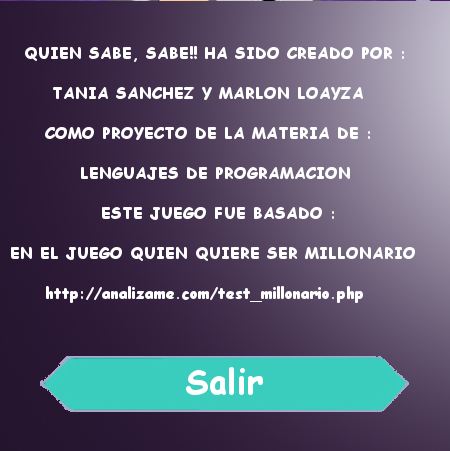 QUIEN SABE, SABE!! HA SIDO CREADO POR :
TANIA SANCHEZ Y MARLON LOAYZA
COMO PROYECTO DE LA MATERIA DE :
LENGUAJES DE PROGRAMACION
ESTE JUEGO FUE BASADO :
EN EL JUEGO QUIEN QUIERE SER MILLONARIO
http://analizame.com/test_millonario.php
Salir